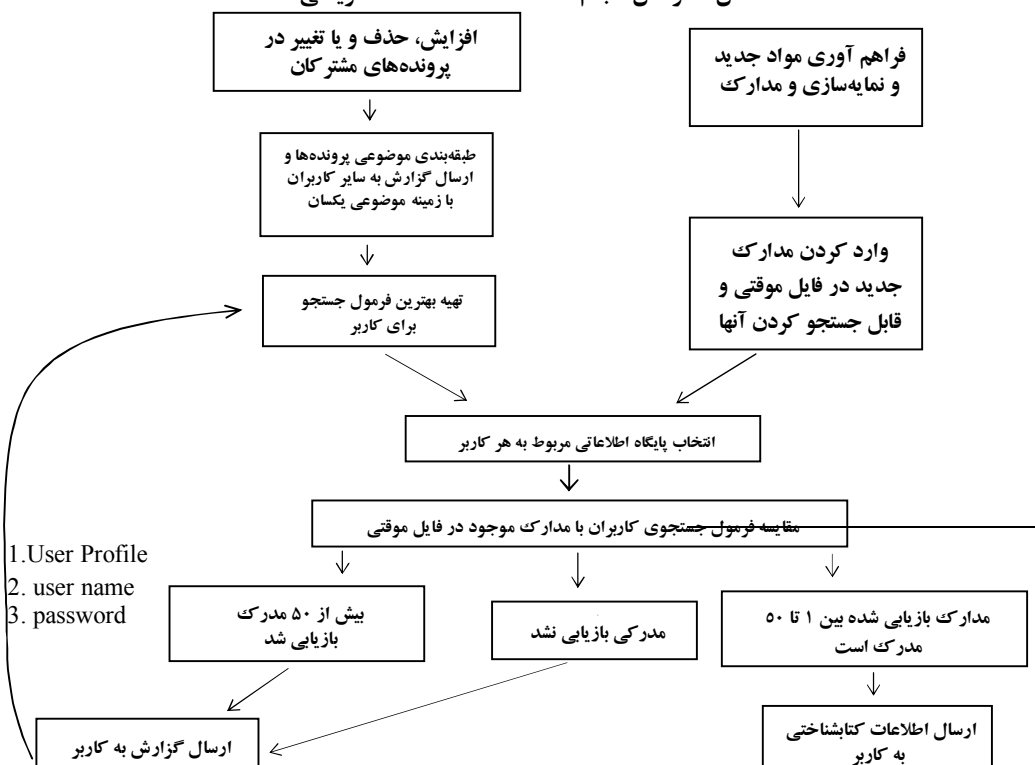 افزایش، حذف و یا تغییر در
پرونده‌های مشترکان
فراهم آوری مواد جدید
و نمایه‌سازی و مدارک
طبقه‌بندی موضوعی پرونده‌ها و
ارسال گزارش به سایر کاربران
با زمینه موضوعی یکسان
وارد کردن مدارک
جدید در فایل موقتی و
قابل جستجو کردن آنها
تهیه بهترین فرمول جستجو
برای کاربر
انتخاب پایگاه اطلاعاتی مربوط به هر کاربر
مقایسه فرمول جستجوی کاربران با مدارک موجود در فایل موقتی
1.User Profile
2. user name
3. password
مدارک بازیابی شده بین ۱ تا ۵۰
مدرک است
مدرکی بازیابی نشد
بیش از ۵۰ مدرک
بازیابی شد
ارسال اطلاعات کتابشناختی
به کاربر
ارسال گزارش به کاربر